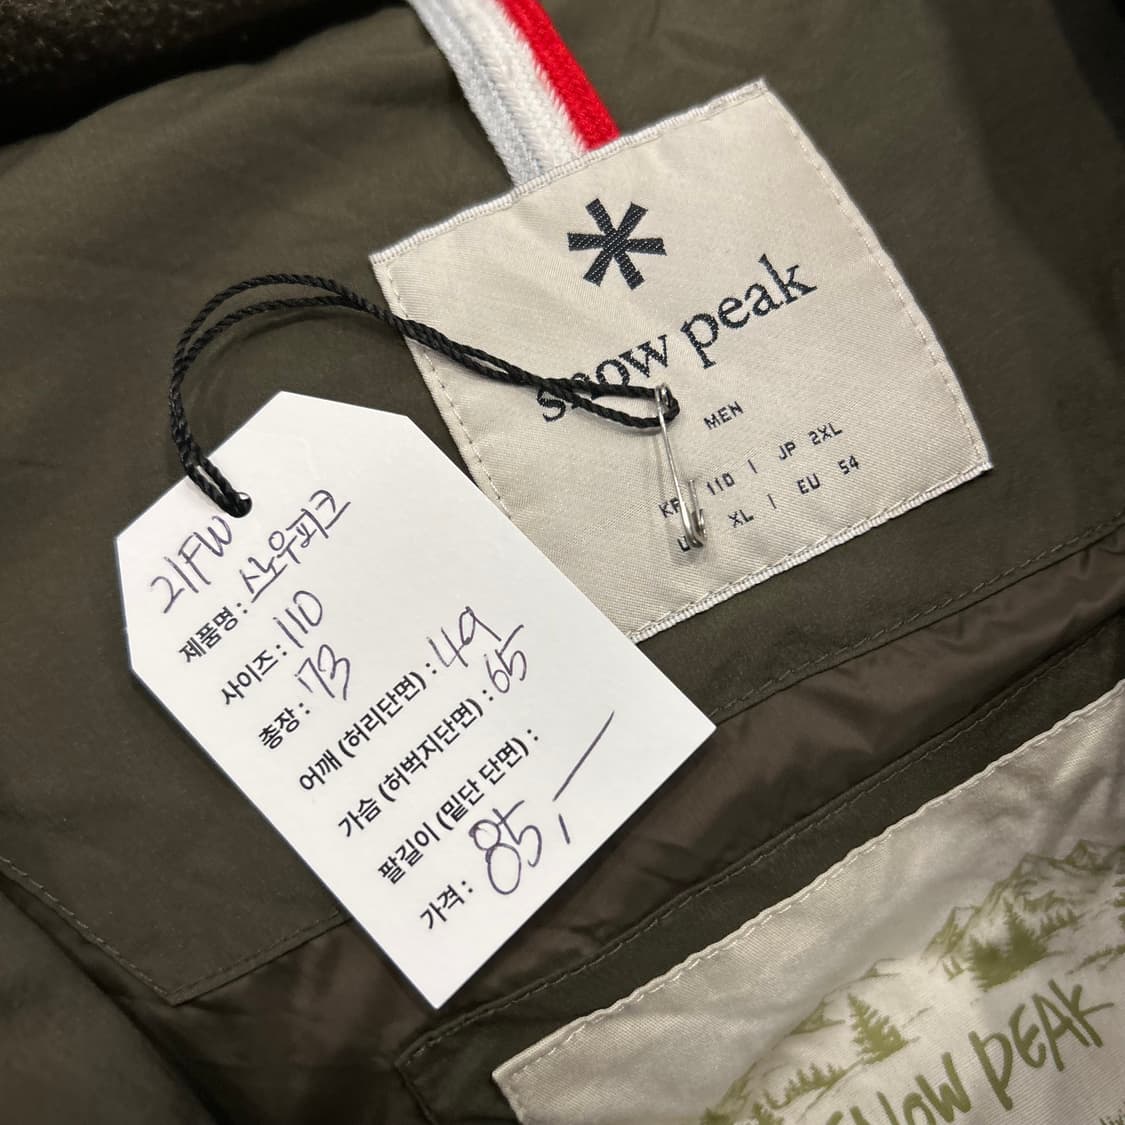 snow peak
MEN
KR 110 | JP 2XL
XL | EU 54
21FW
제품명: 스노우피크
사이즈: 110
총장: 73
어깨 (허리단면) : 49
가슴 (허벅지단면) : 65
팔길이 (밑단 단면) :
가격: 85,-
SNOW PEAK